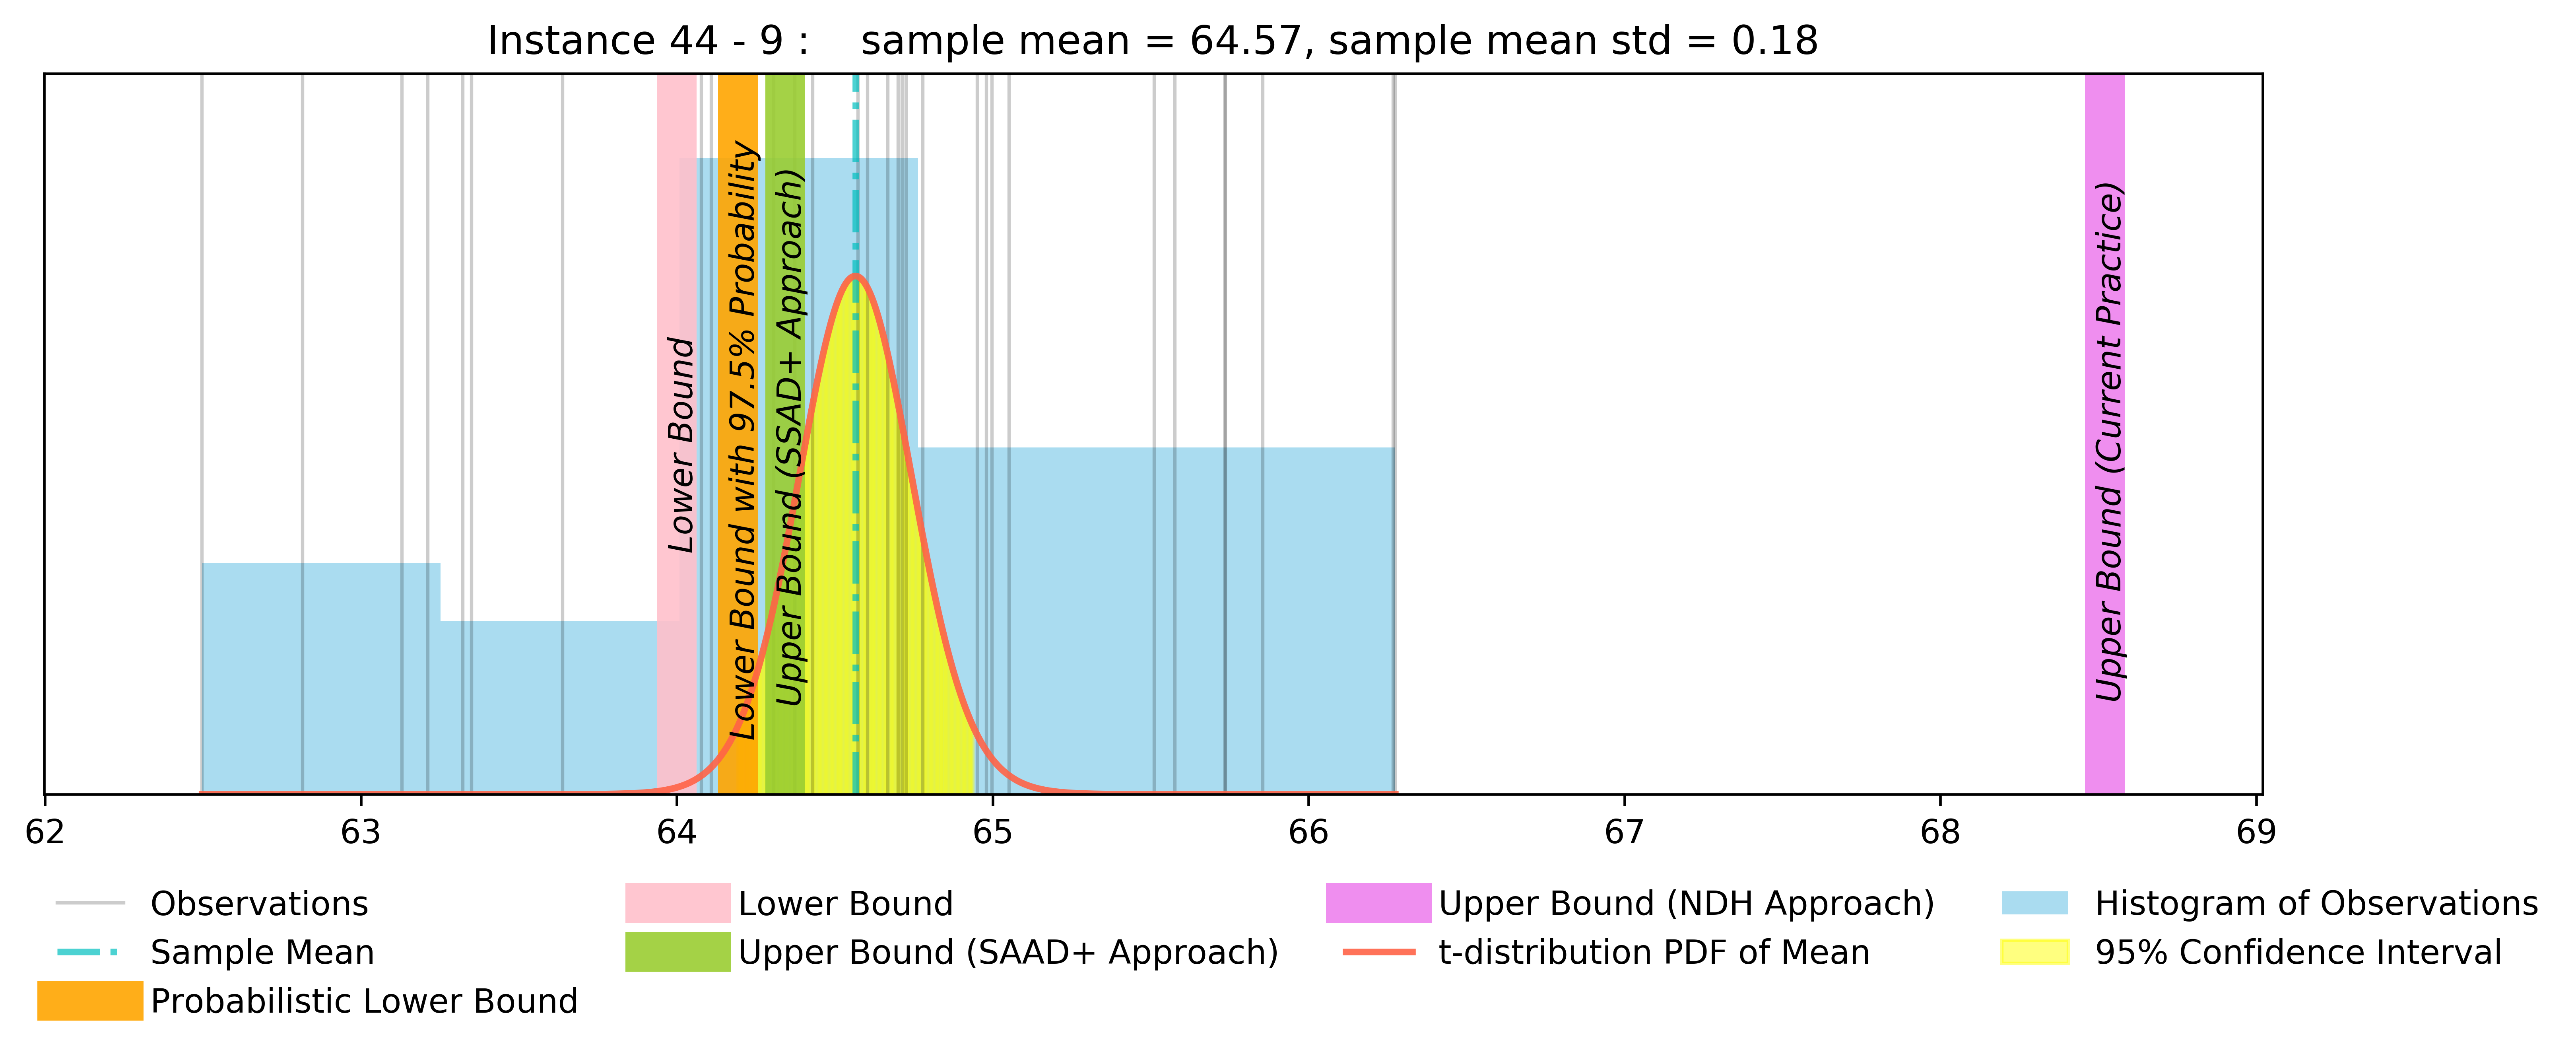 Instance 44 - 9 :    sample mean = 64.57, sample mean std = 0.18
Lower Bound
Lower Bound with 97.5% Probability
Upper Bound (SSAD+ Approach)
Upper Bound (Current Practice)
62 63 64 65 66 67 68 69
Observations
Sample Mean
Probabilistic Lower Bound
Lower Bound
Upper Bound (SAAD+ Approach)
Upper Bound (NDH Approach)
t-distribution PDF of Mean
Histogram of Observations
95% Confidence Interval